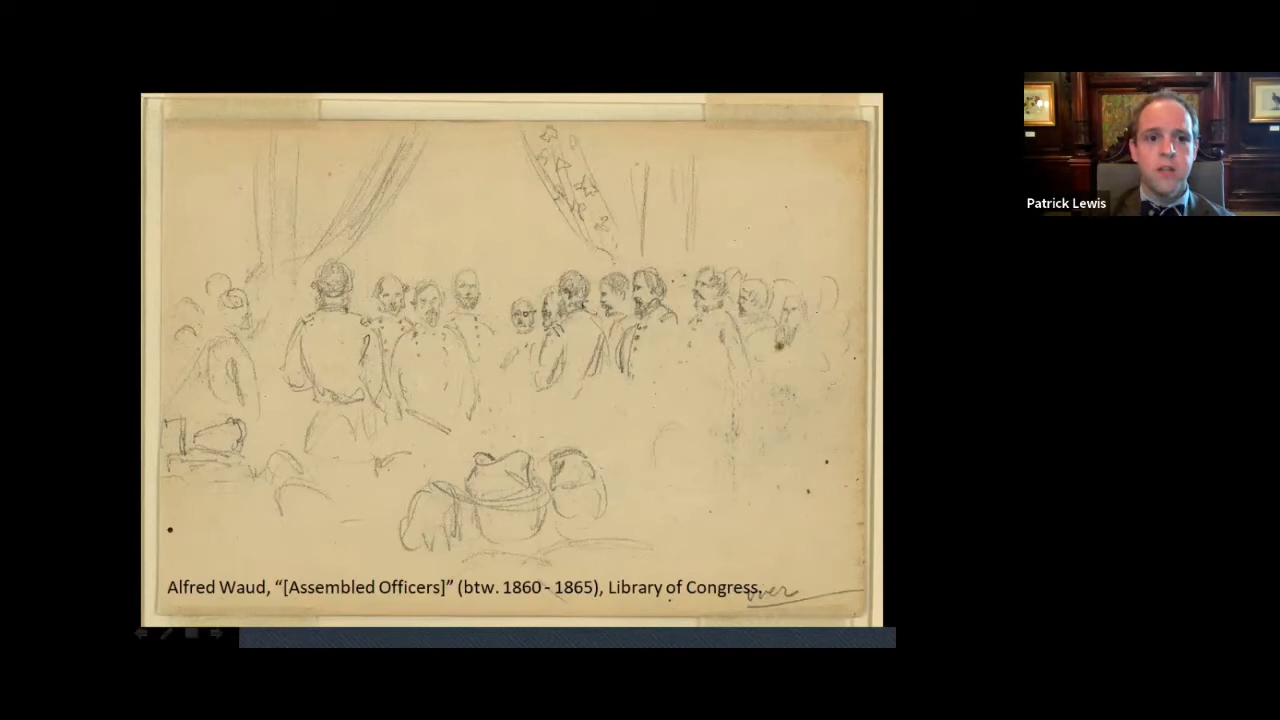 Alfred Waud, “[Assembled Officers]” (btw. 1860 - 1865), Library of Congress.
over
Patrick Lewis